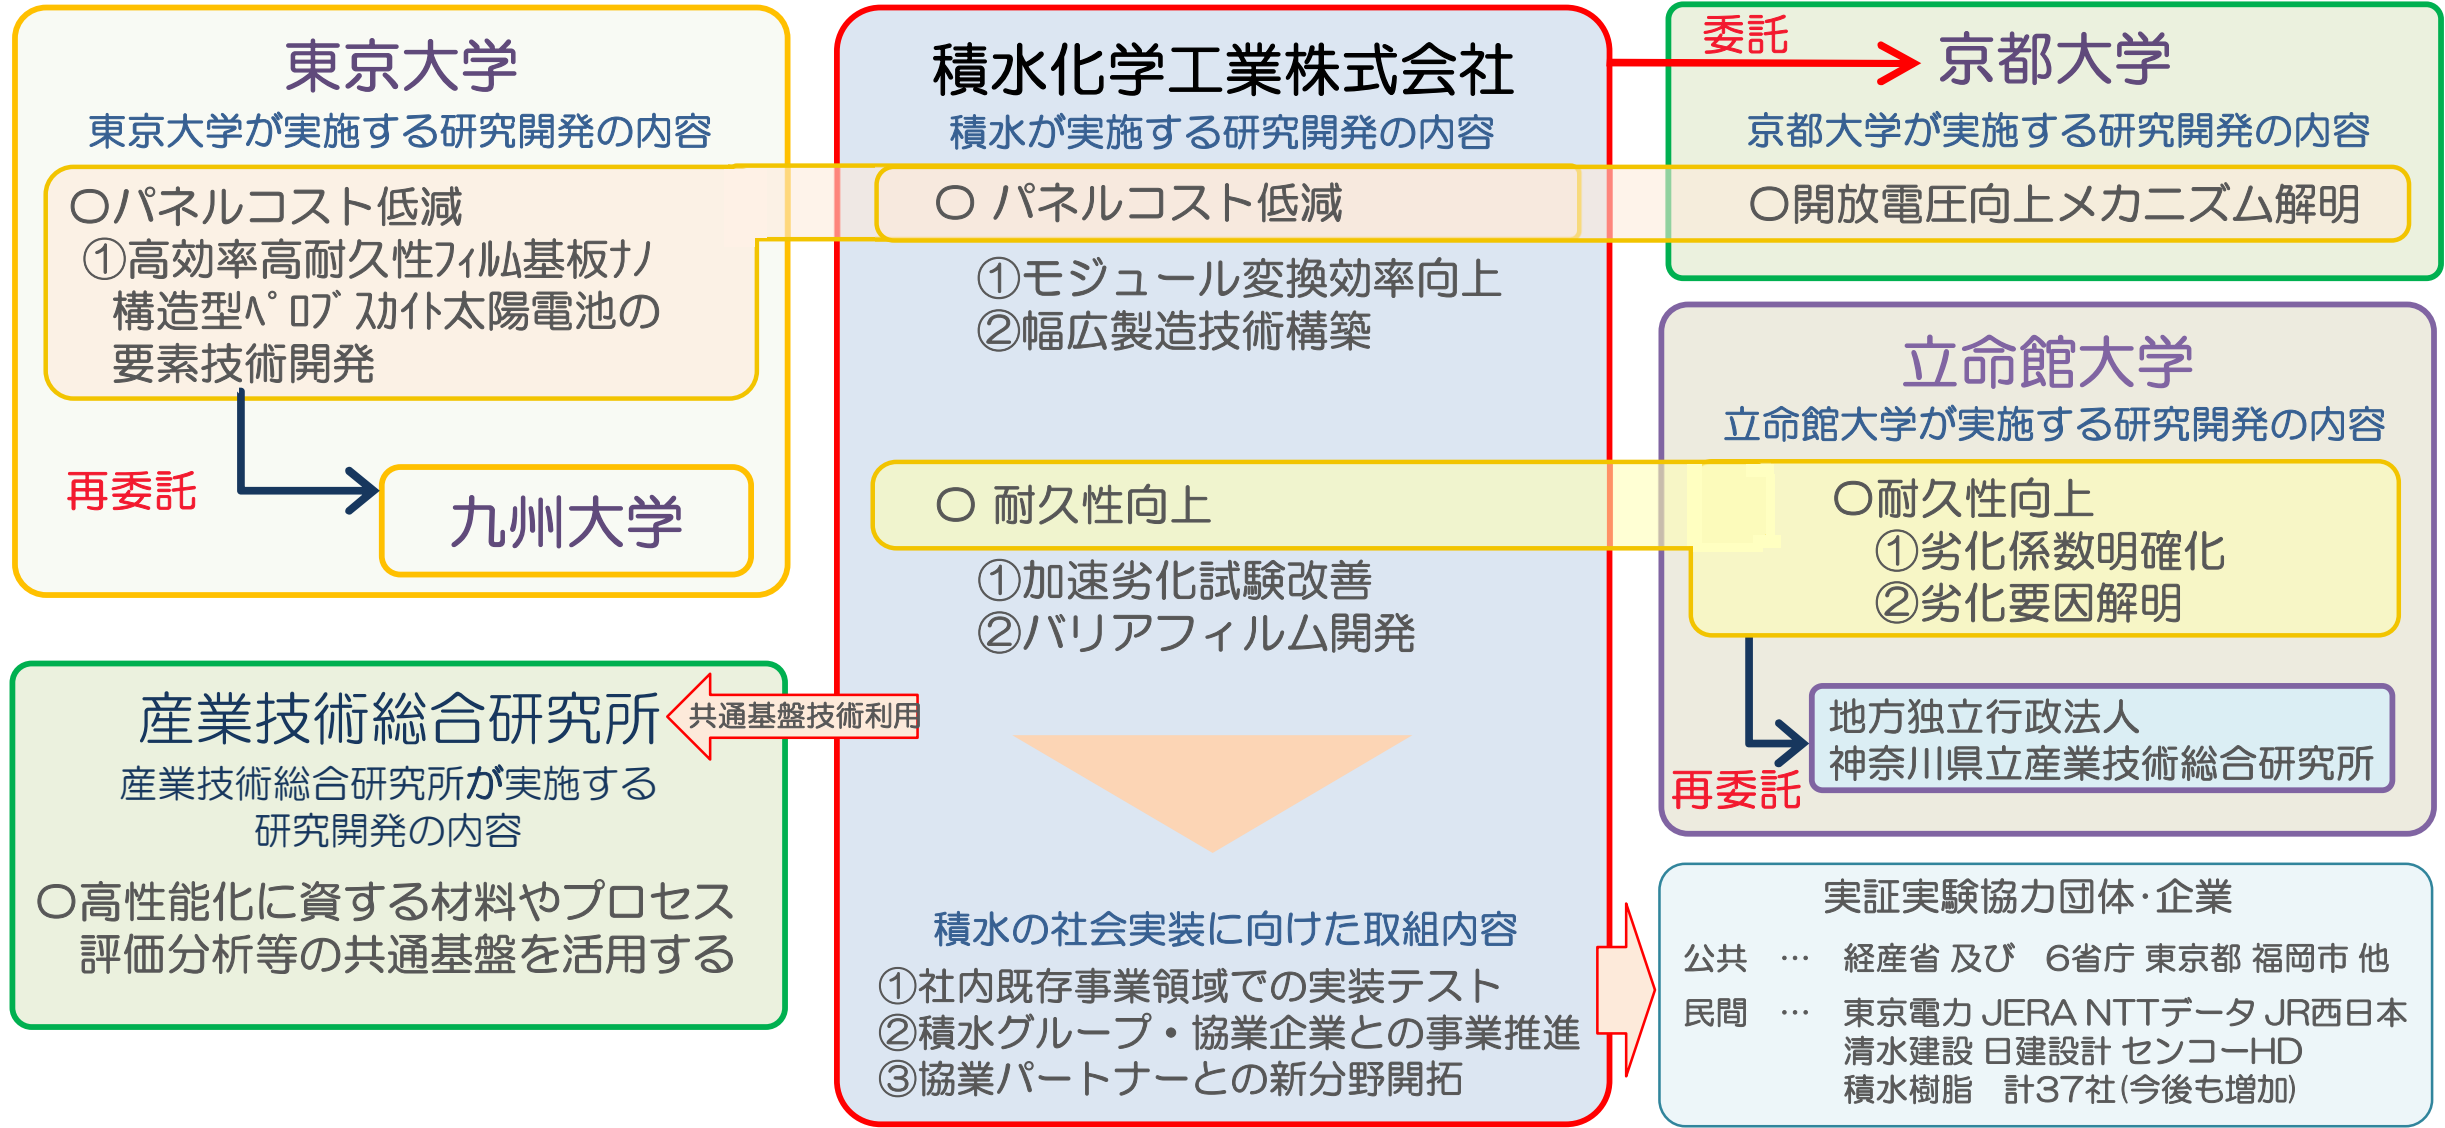 東京大学
東京大学が実施する研究開発の内容
〇パネルコスト低減
①高効率高耐久性ﾌｨﾙﾑ基板ﾅﾉ
構造型ﾍﾟﾛﾌﾞｽｶｲﾄ太陽電池の
要素技術開発
再委託
九州大学
産業技術総合研究所
産業技術総合研究所が実施する
研究開発の内容
〇高性能化に資する材料やプロセス
評価分析等の共通基盤を活用する
共通基盤技術利用
積水化学工業株式会社
積水が実施する研究開発の内容
〇 パネルコスト低減
①モジュール変換効率向上
②幅広製造技術構築
〇 耐久性向上
①加速劣化試験改善
②バリアフィルム開発
積水の社会実装に向けた取組内容
①社内既存事業領域での実装テスト
②積水グループ・協業企業との事業推進
③協業パートナーとの新分野開拓
委託
京都大学
京都大学が実施する研究開発の内容
〇開放電圧向上メカニズム解明
立命館大学
立命館大学が実施する研究開発の内容
〇耐久性向上
①劣化係数明確化
②劣化要因解明
再委託
地方独立行政法人
神奈川県立産業技術総合研究所
実証実験協力団体・企業
公共 … 経産省 及び 6省庁 東京都 福岡市 他
民間 … 東京電力 JERA NTTデータ JR西日本
清水建設 日建設計 センコーHD
積水樹脂 計37社(今後も増加)